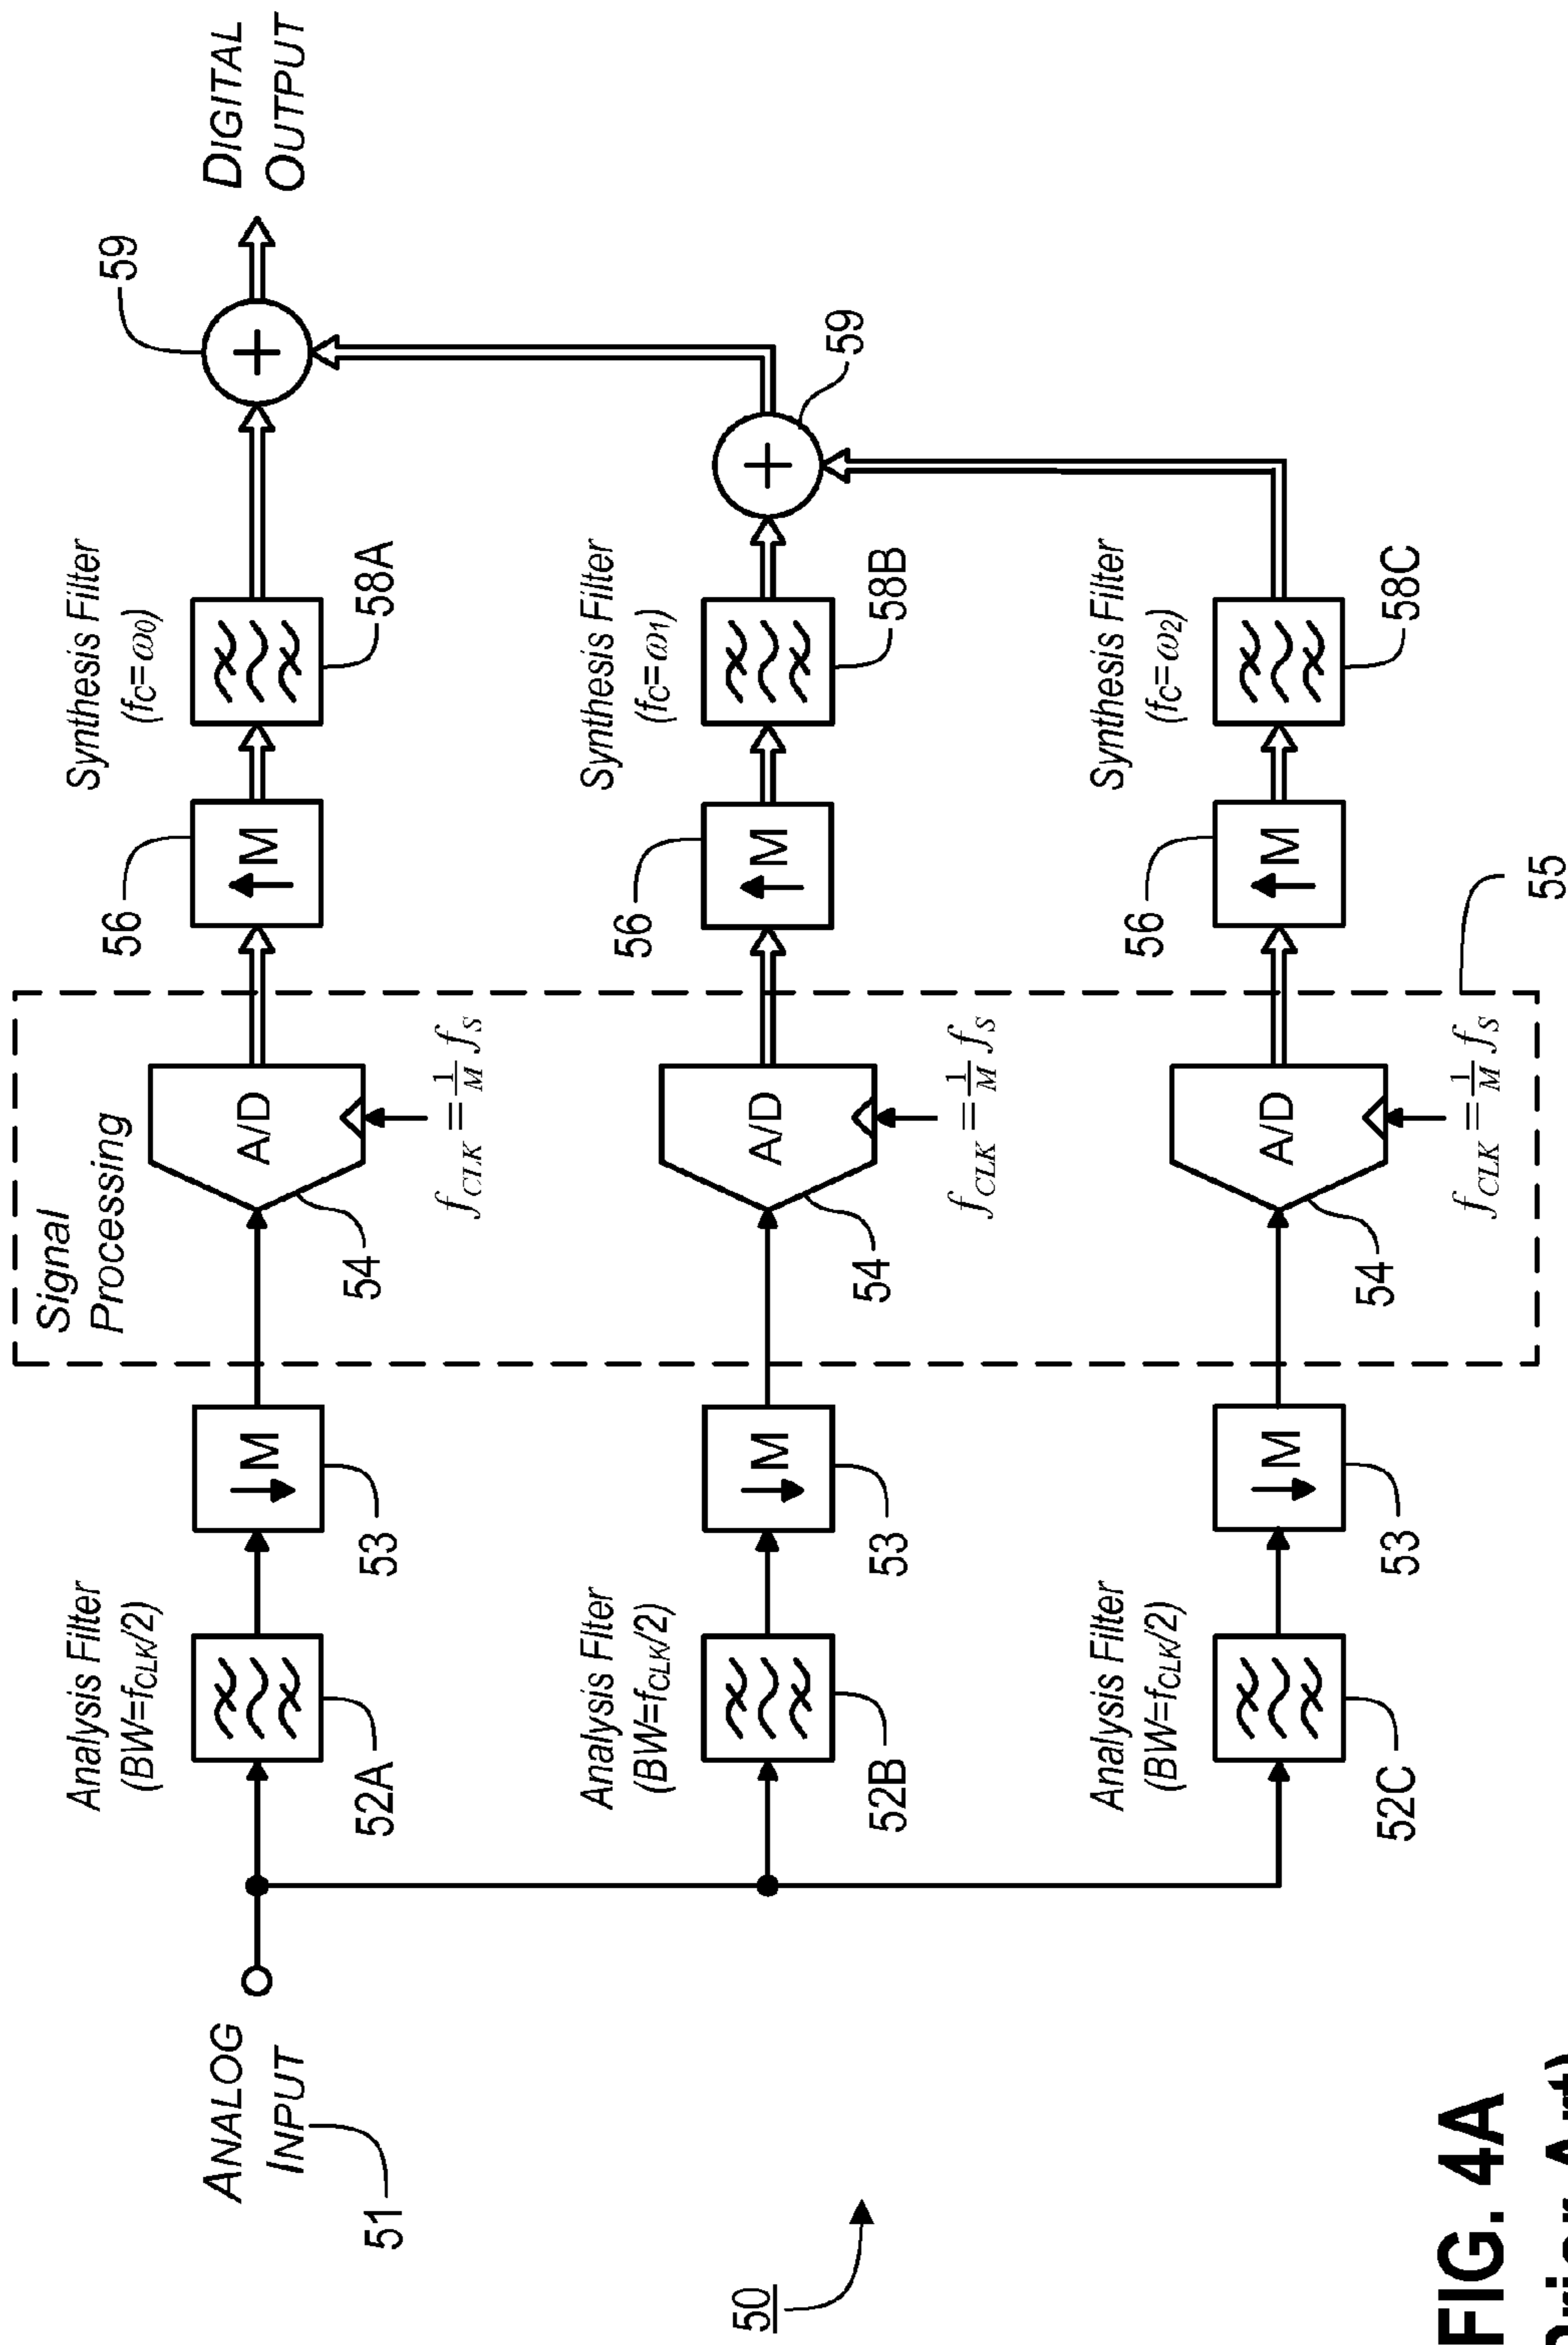 Signal
Processing
Analysis Filter
(BW=fCLK/2)
Synthesis Filter
(fC=ω0)
59
56
ANALOG
INPUT
51
52A
↓M
53
A/D
54
fCLK = 1/M fS
↑M
58A
+
DIGITAL
OUTPUT
Analysis Flter
(BW=fCLK/2)
Synthesis Filter
(fC=ω1)
56
52B
↓M
53
A/D
54
fCLK = 1/M fS
↑M
58B
+
59
50
Analysis Filter
(BW=fCLK/2)
Synthesis Filter
(fC=ω2)
56
52C
↓M
53
A/D
54
fCLK = 1/M fS
↑M
58C
55
FIG. 4A
Prior Art)